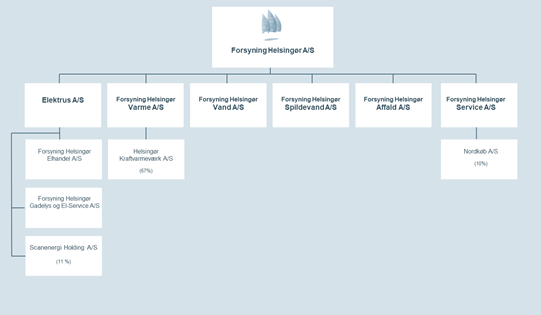 Forsyning Helsingør A/S
Elektrus A/S
Forsyning Helsingør
Varme A/S
Forsyning Helsingør
Vand A/S
Forsyning Helsingør
Spildevand A/S
Forsyning Helsingør
Affald A/S
Forsyning Helsingør
Service A/S
Forsyning Helsingør
Elhandel A/S
Helsingør
Kraftvarmeværk A/S
(67%)
Nordkøb A/S
(10%)
Forsyning Helsingør
Gadelys og El-Service A/S
Scanenergi Holding A/S
(11 %)